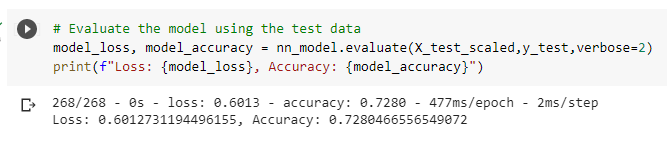 # Evaluate the model using the test data
model_loss, model_accuracy = nn_model.evaluate(X_test_scaled,y_test,verbose=2)
print(f"Loss: {model_loss}, Accuracy: {model_accuracy}")
268/268 - 0s - loss: 0.6013 - accuracy: 0.7280 - 477ms/epoch - 2ms/step
Loss: 0.6012731194496155, Accuracy: 0.7280466556549072